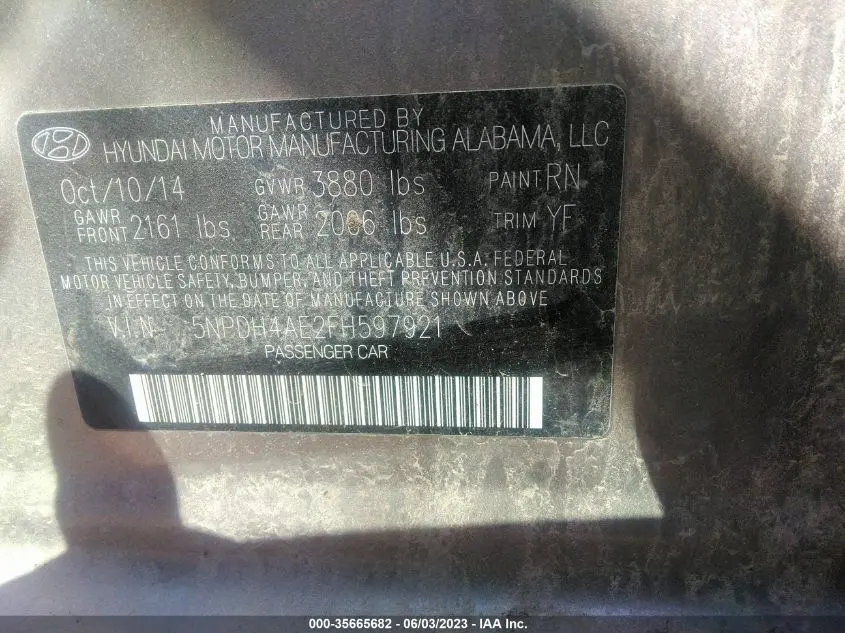 MANUFACTURED BY
HYUNDAI MOTOR MANUFACTURING ALABAMA, LLC
Oct/10/14 GVWR 3880 lbs PAINT RN
GAWR FRONT 2161 lbs GAWR REAR 2006 lbs TRIM YF
THIS VEHICLE CONFORMS TO ALL APPLICABLE U.S.A. FEDERAL
MOTOR VEHICLE SAFETY, BUMPER, AND THEFT PREVENTION STANDARDS
IN EFFECT ON THE DATE OF MANUFACTURE SHOWN ABOVE
V.I.N. 5NPDH4AE2FH597921
PASSENGER CAR
000-35665682 - 06/03/2023 - IAA Inc.